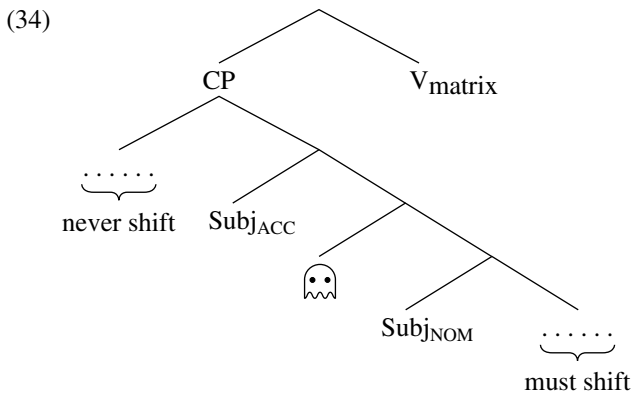 (34)
CP V_matrix
. . . . . .
never shift
Subj_ACC
Subj_NOM
. . . . . .
must shift